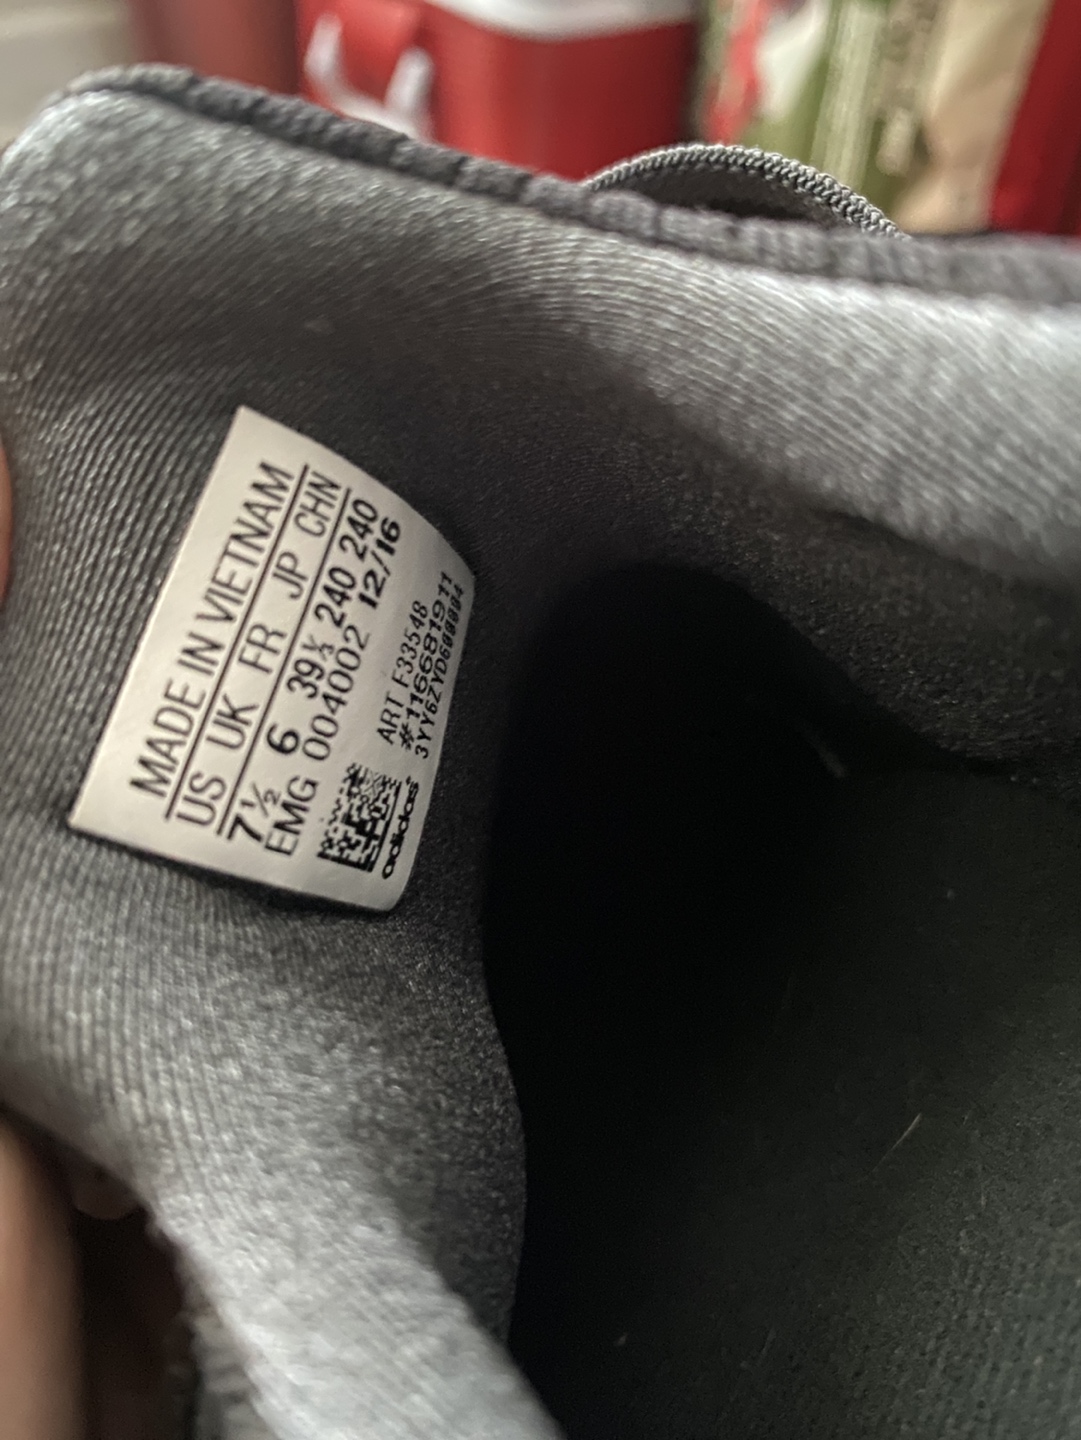 MADE IN VIETNAM
US UK FR JP CHN
7½ 6 39⅓ 240 240
EMG 004002 12/16
ART F33548
#116681971
adidas